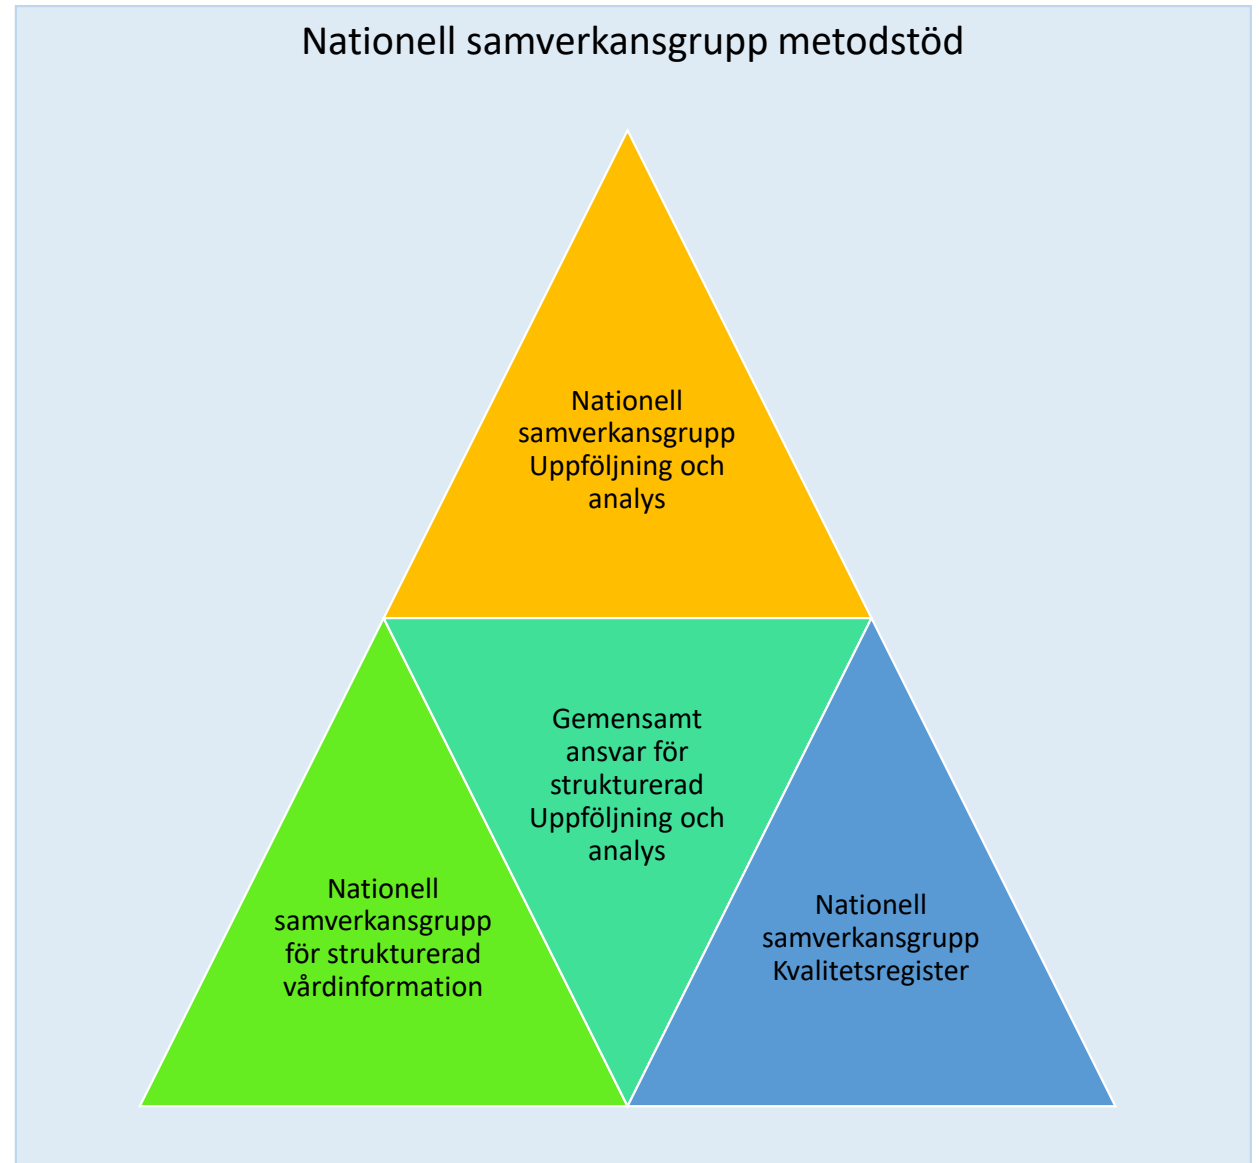 Nationell samverkansgrupp metodstöd
Nationell
samverkansgrupp
Uppföljning och
analys
Gemensamt
ansvar för
strukturerad
Uppföljning och
analys
Nationell
samverkansgrupp
för strukturerad
vårdinformation
Nationell
samverkansgrupp
Kvalitetsregister